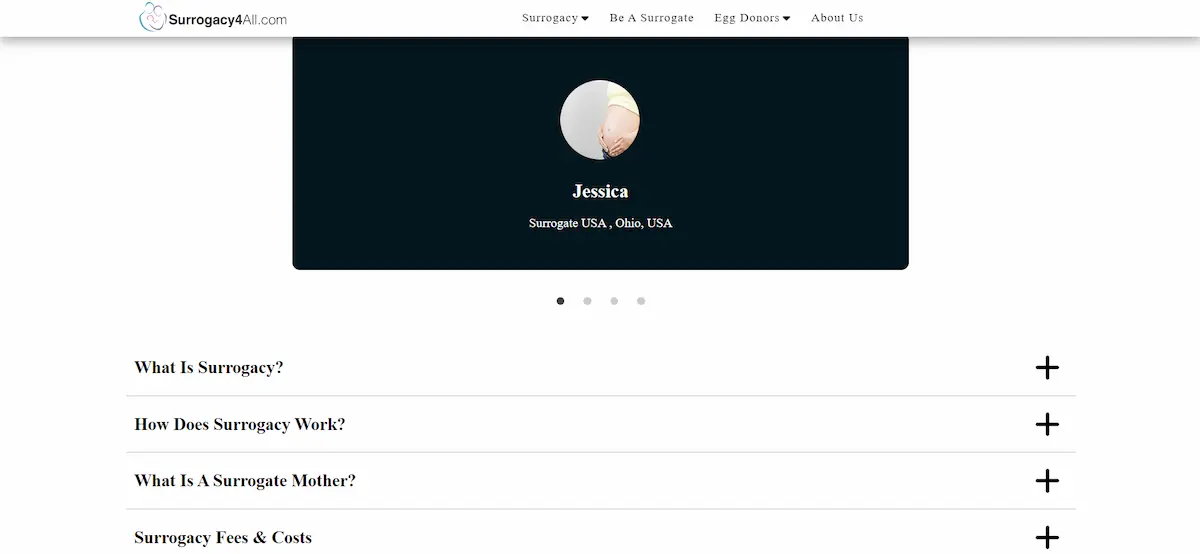 Surrogacy4All.com
Surrogacy Be A Surrogate Egg Donors About Us
Jessica
Surrogate USA , Ohio, USA
What Is Surrogacy?
How Does Surrogacy Work?
What Is A Surrogate Mother?
Surrogacy Fees & Costs